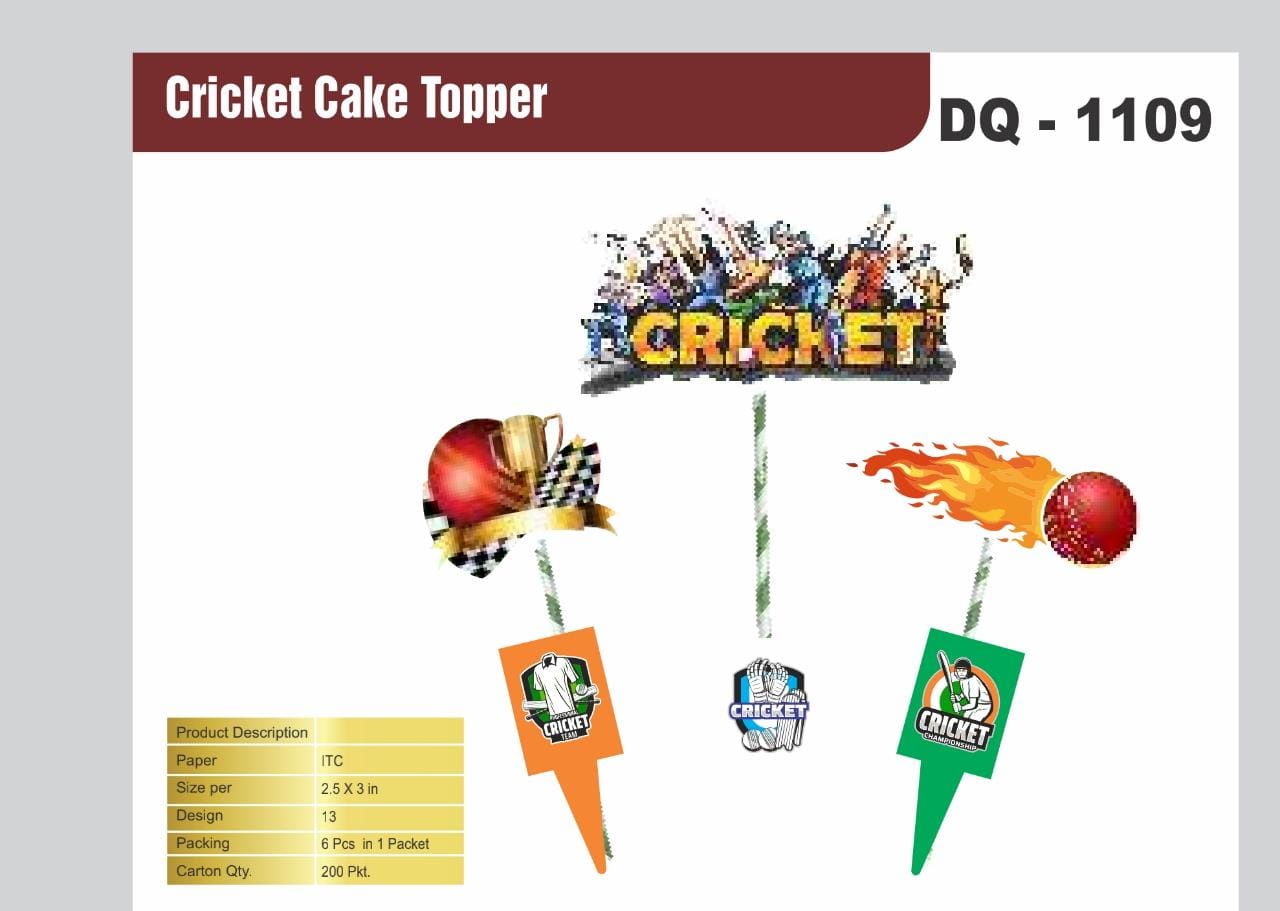 Cricket Cake Topper
DQ - 1109
CRICKET
PROFESSIONAL
CRICKET
TEAM
CRICKET
CRICKET
CHAMPIONSHIP
Product Description
Paper ITC
Size per 2.5 X 3 in
Design 13
Packing 6 Pcs in 1 Packet
Carton Qty. 200 Pkt.